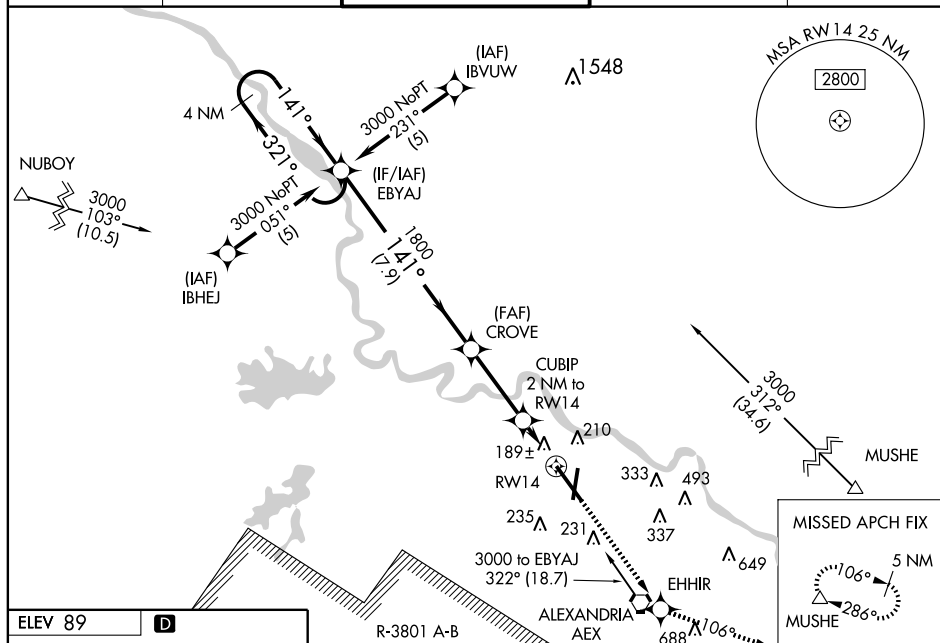 MSA RW14 25 NM
2800
(IAF)
IBVUW
1548
3000 NoPT
231°
(5)
4 NM
141°
321°
(IF/IAF)
EBYAJ
NUBOY
3000
103°
(10.5)
3000 NoPT
051°
(5)
(IAF)
IBHEJ
1800
141°
(7.9)
(FAF)
CROVE
CUBIP
2 NM to
RW14
3000
312°
(34.6)
MUSHE
189±
210
RW14
333
493
337
235
231
649
3000 to EBYAJ
322° (18.7)
EHHIR
ALEXANDRIA
AEX
688
106°
R-3801 A-B
MISSED APCH FIX
5 NM
106°
286°
MUSHE
ELEV 89
D